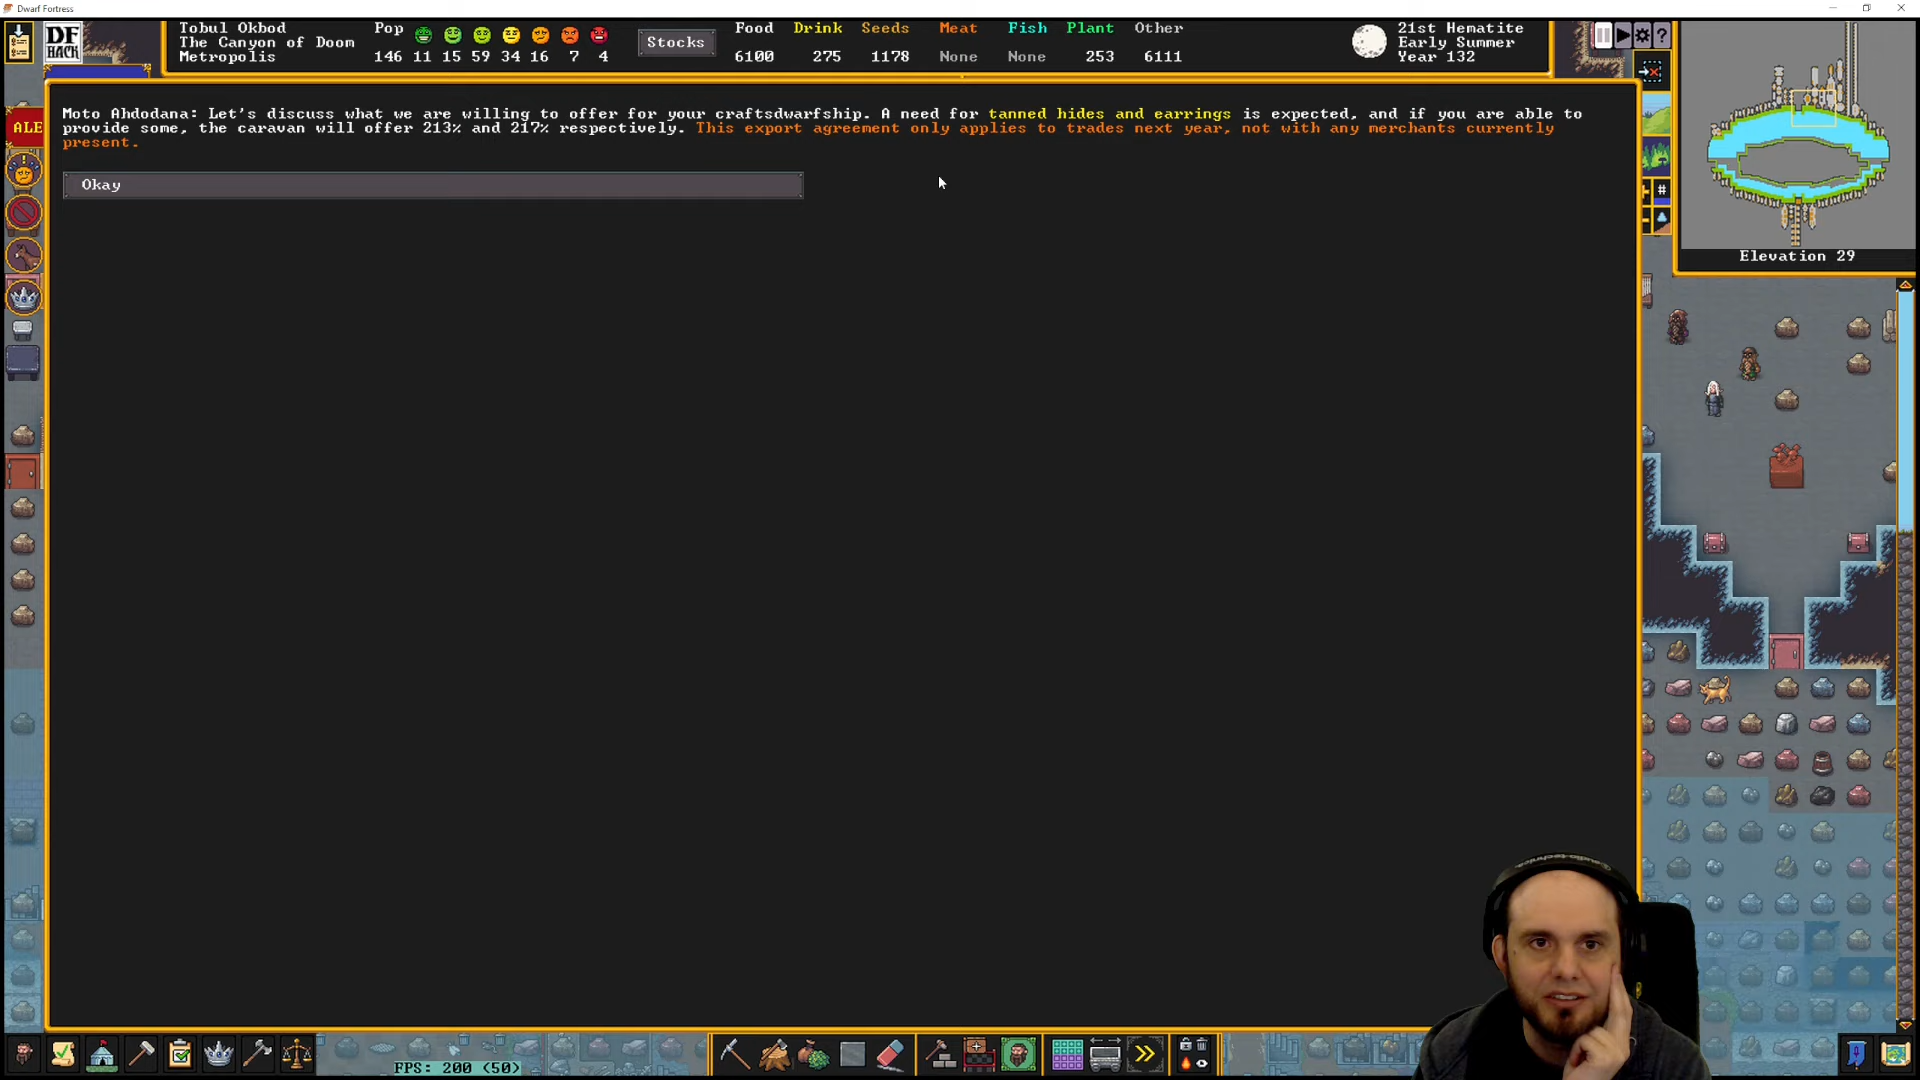 Dwarf Fortress
DF
HACK
Tobul Okbod
The Canyon of Doom
Metropolis
Pop
146 11 15 59 34 16 7 4
Stocks
Food Drink Seeds Meat Fish Plant Other
6100 275 1178 None None 253 6111
21st Hematite
Early Summer
Year 132
?
ALE
#
Elevation 29
Moto Ahdodana: Let's discuss what we are willing to offer for your craftsdwarfship. A need for tanned hides and earrings is expected, and if you are able to
provide some, the caravan will offer 213% and 217% respectively. This export agreement only applies to trades next year, not with any merchants currently
present.
Okay
FPS: 200 (50)